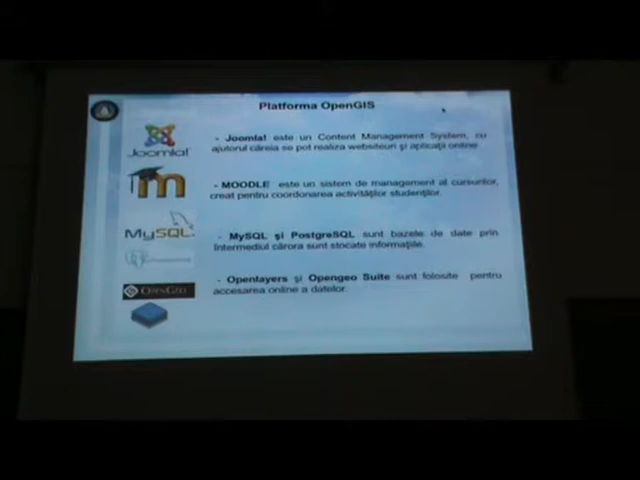 Platforma OpenGIS
Joomla!
- Joomla! este un Content Management System, cu
ajutorul căreia se pot realiza websiteuri şi aplicaţii online
m
- MOODLE este un sistem de management al cursurilor,
creat pentru coordonarea activităţilor studenţilor.
MySQL
- MySQL şi PostgreSQL sunt bazele de date prin
intermediul cărora sunt stocate informaţiile.
OPENGEO
- Openlayers şi Opengeo Suite sunt folosite pentru
accesarea online a datelor.